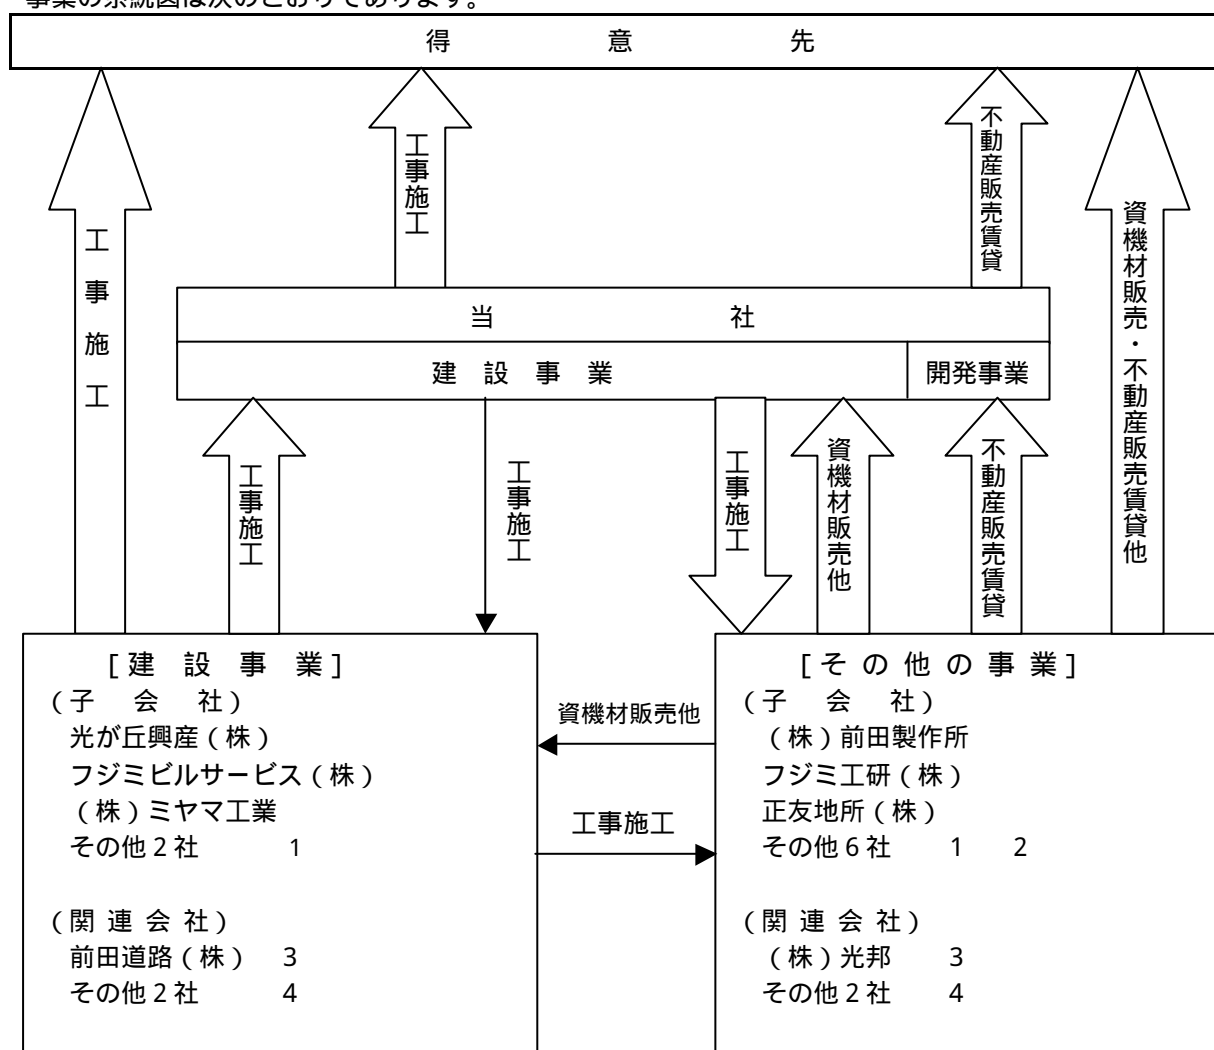 事業の系統図は次のとおりであります。
得 意 先
工事施工
工事施工
不動産販売賃貸
資機材販売・不動産販売賃貸他
当 社
建 設 事 業
開発事業
工事施工
工事施工
工事施工
資機材販売他
不動産販売賃貸
[建 設 事 業]
(子 会 社)
光が丘興産(株)
フジミビルサービス(株)
(株)ミヤマ工業
その他2社 1
(関 連 会 社)
前田道路(株) 3
その他2社 4
資機材販売他
工事施工
[そ の 他 の 事 業]
(子 会 社)
(株)前田製作所
フジミ工研(株)
正友地所(株)
その他6社 1 2
(関 連 会 社)
(株)光邦 3
その他2社 4